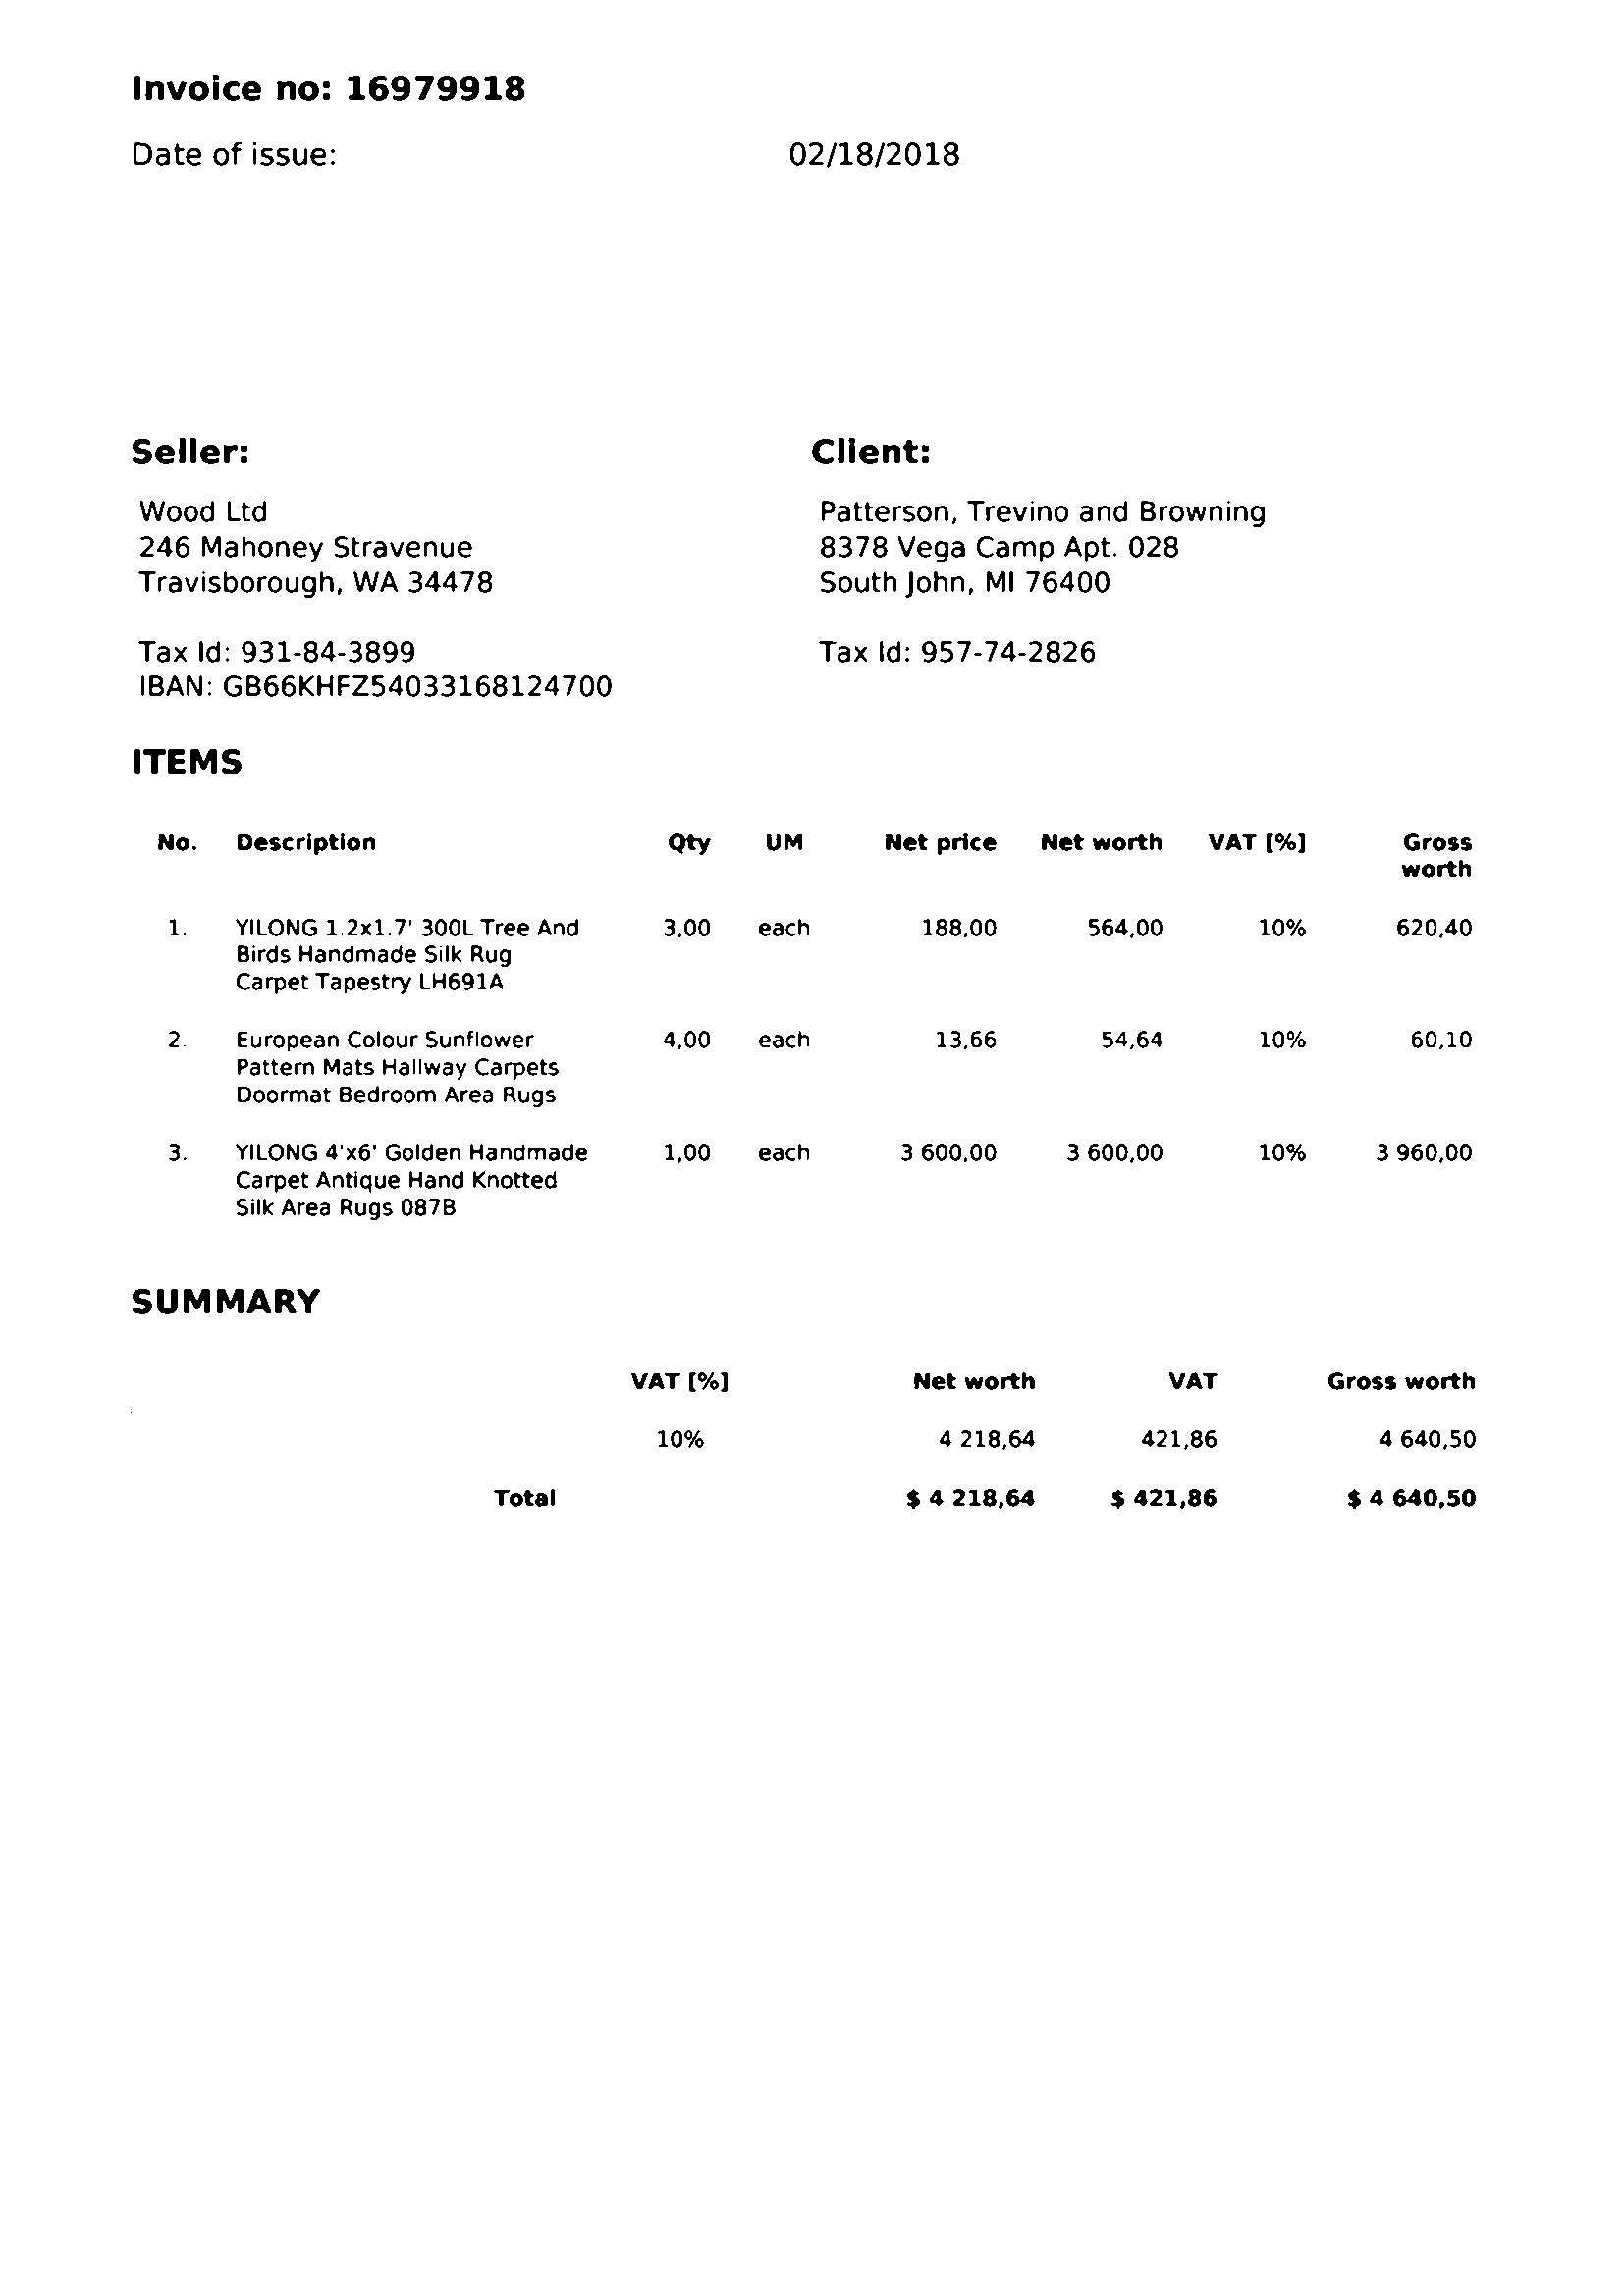 Invoice no: 16979918
Date of issue: 02/18/2018
Seller: Client:
Wood Ltd Patterson, Trevino and Browning
246 Mahoney Stravenue 8378 Vega Camp Apt. 028
Travisborough, WA 34478 South John, MI 76400
Tax Id: 931-84-3899 Tax Id: 957-74-2826
IBAN: GB66KHFZ54033168124700
ITEMS
No. Description Qty UM Net price Net worth VAT [%] Gross
worth
1. YILONG 1.2x1.7' 300L Tree And 3,00 each 188,00 564,00 10% 620,40
Birds Handmade Silk Rug
Carpet Tapestry LH691A
2. European Colour Sunflower 4,00 each 13,66 54,64 10% 60,10
Pattern Mats Hallway Carpets
Doormat Bedroom Area Rugs
3. YILONG 4'x6' Golden Handmade 1,00 each 3 600,00 3 600,00 10% 3 960,00
Carpet Antique Hand Knotted
Silk Area Rugs 087B
SUMMARY
VAT [%] Net worth VAT Gross worth
10% 4 218,64 421,86 4 640,50
Total $ 4 218,64 $ 421,86 $ 4 640,50